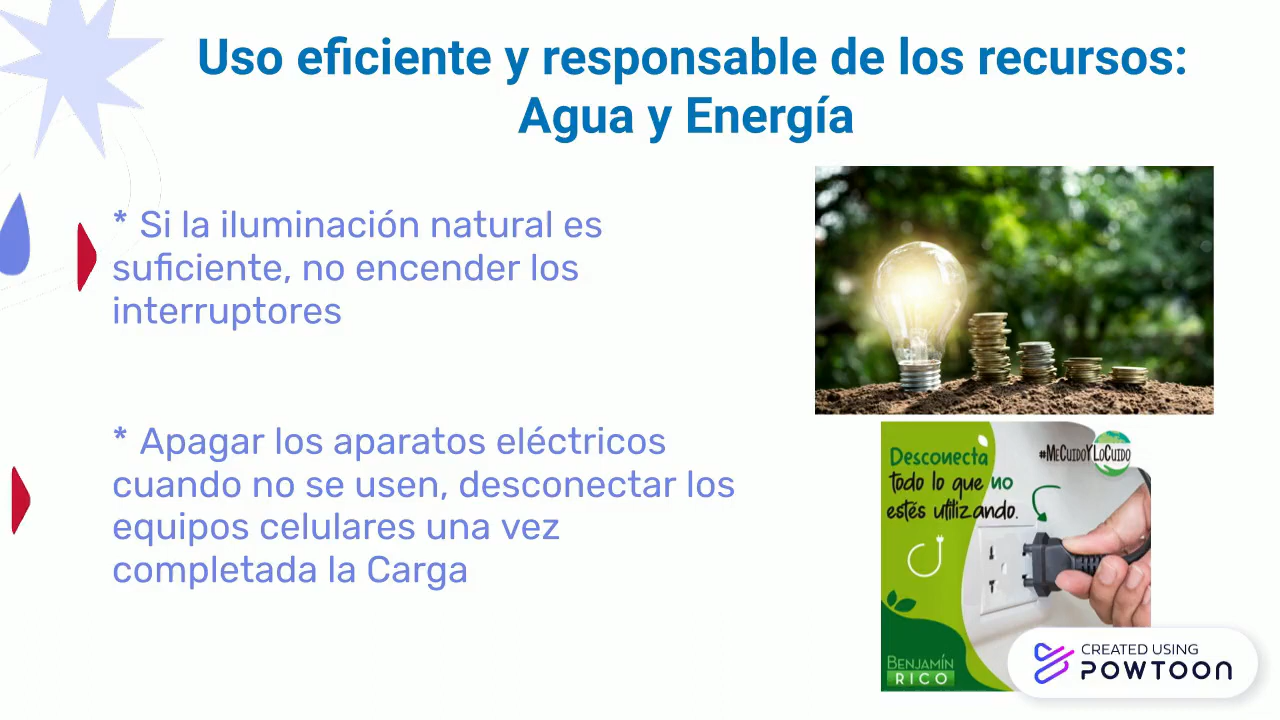 Uso eficiente y responsable de los recursos:
Agua y Energía
* Si la iluminación natural es
suficiente, no encender los
interruptores
* Apagar los aparatos eléctricos
cuando no se usen, desconectar los
equipos celulares una vez
completada la Carga
Desconecta
todo lo que no
estés utilizando.
#MeCuidoYLoCuido
BENJAMÍN
RICO
CREATED USING
POWTOON